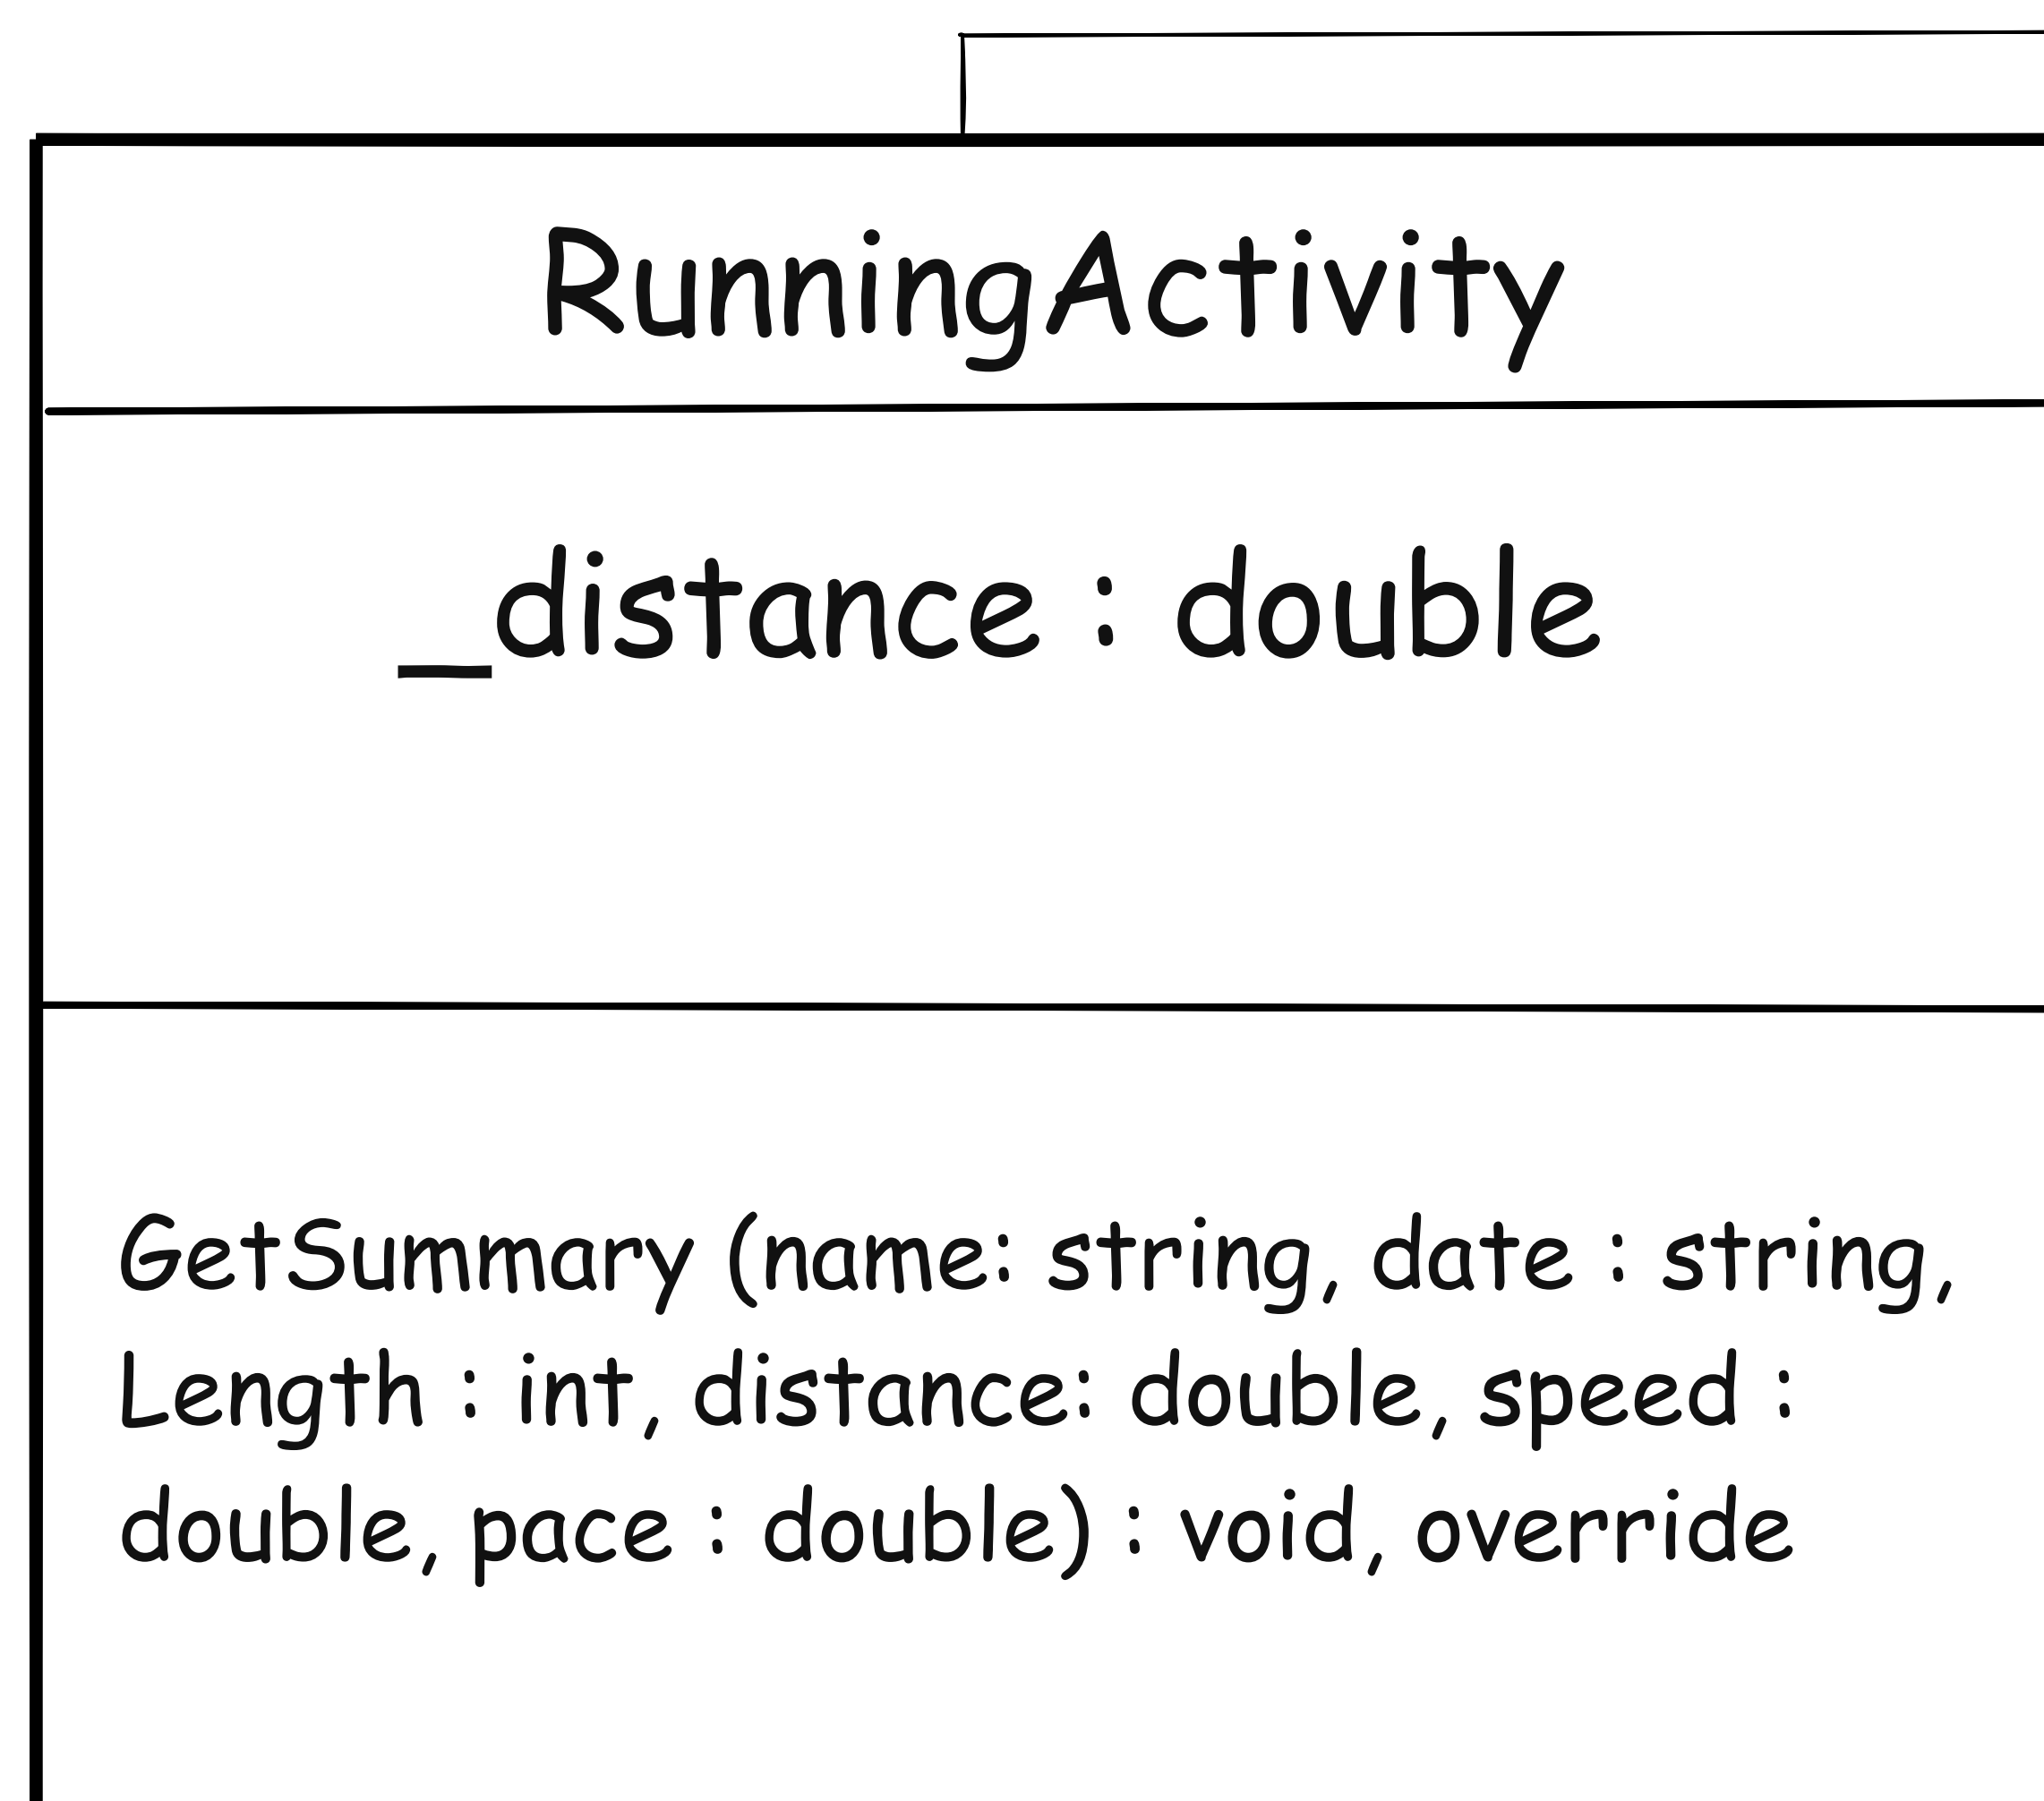 RunningActivity
_distance : double
GetSummary (name: string, date : string,
Length : int, distance: double, speed :
double, pace : double) : void, override